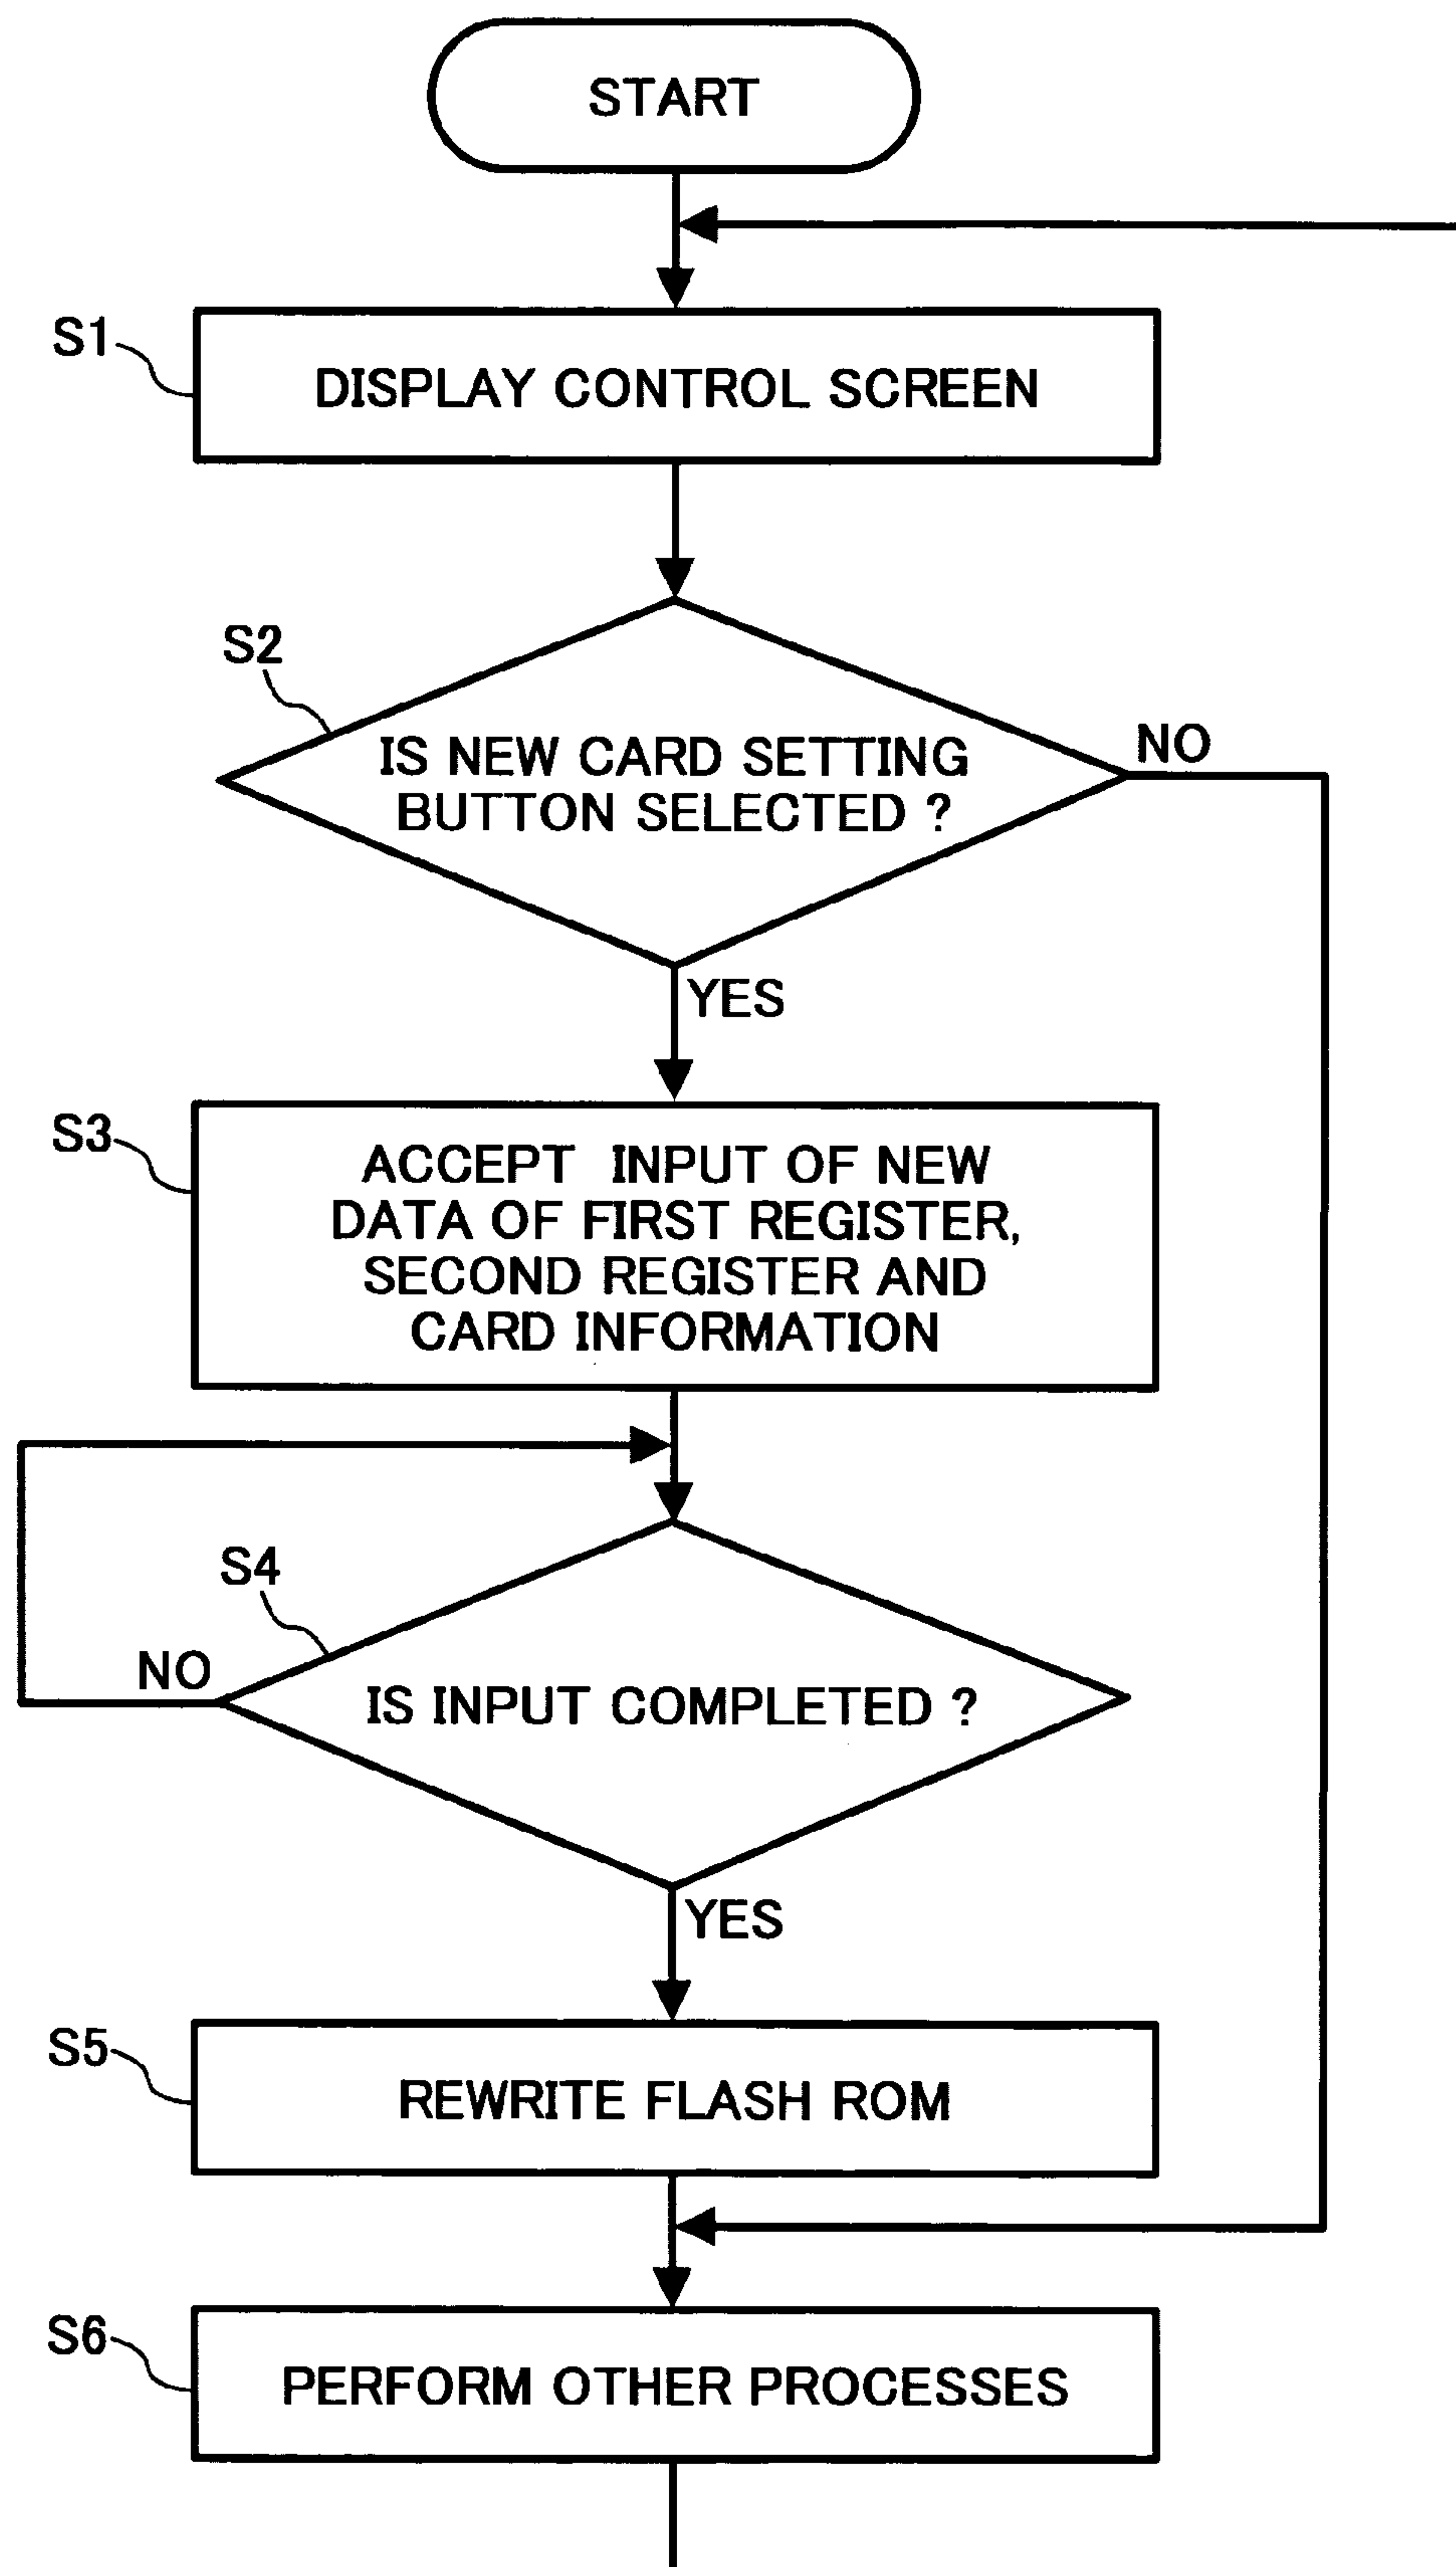 START
S1
DISPLAY CONTROL SCREEN
S2
IS NEW CARD SETTING
BUTTON SELECTED ?
NO
YES
S3
ACCEPT INPUT OF NEW
DATA OF FIRST REGISTER,
SECOND REGISTER AND
CARD INFORMATION
S4
NO
IS INPUT COMPLETED ?
YES
S5
REWRITE FLASH ROM
S6
PERFORM OTHER PROCESSES